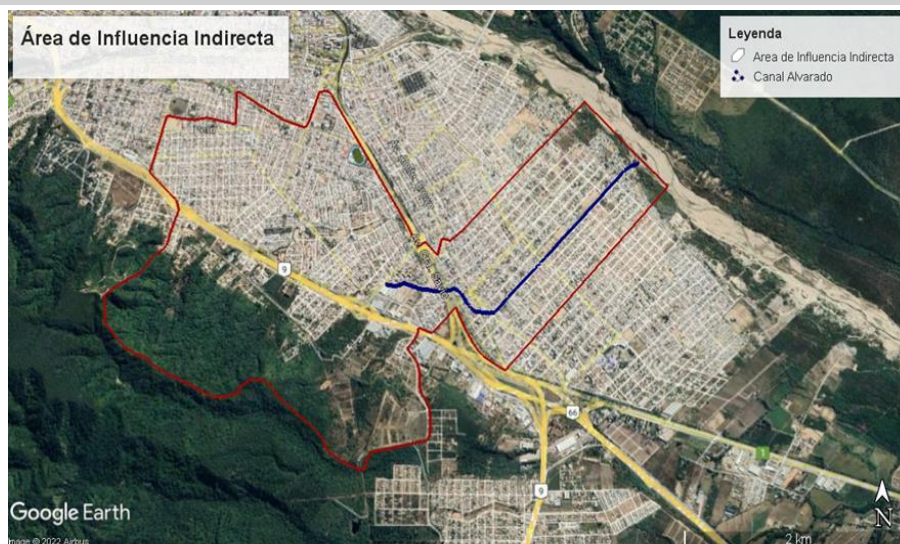 Área de Influencia Indirecta
Leyenda
Area de Influencia Indirecta
Canal Alvarado
9
66
1
9
Google Earth
Image © 2022 Airbus
N
2 km